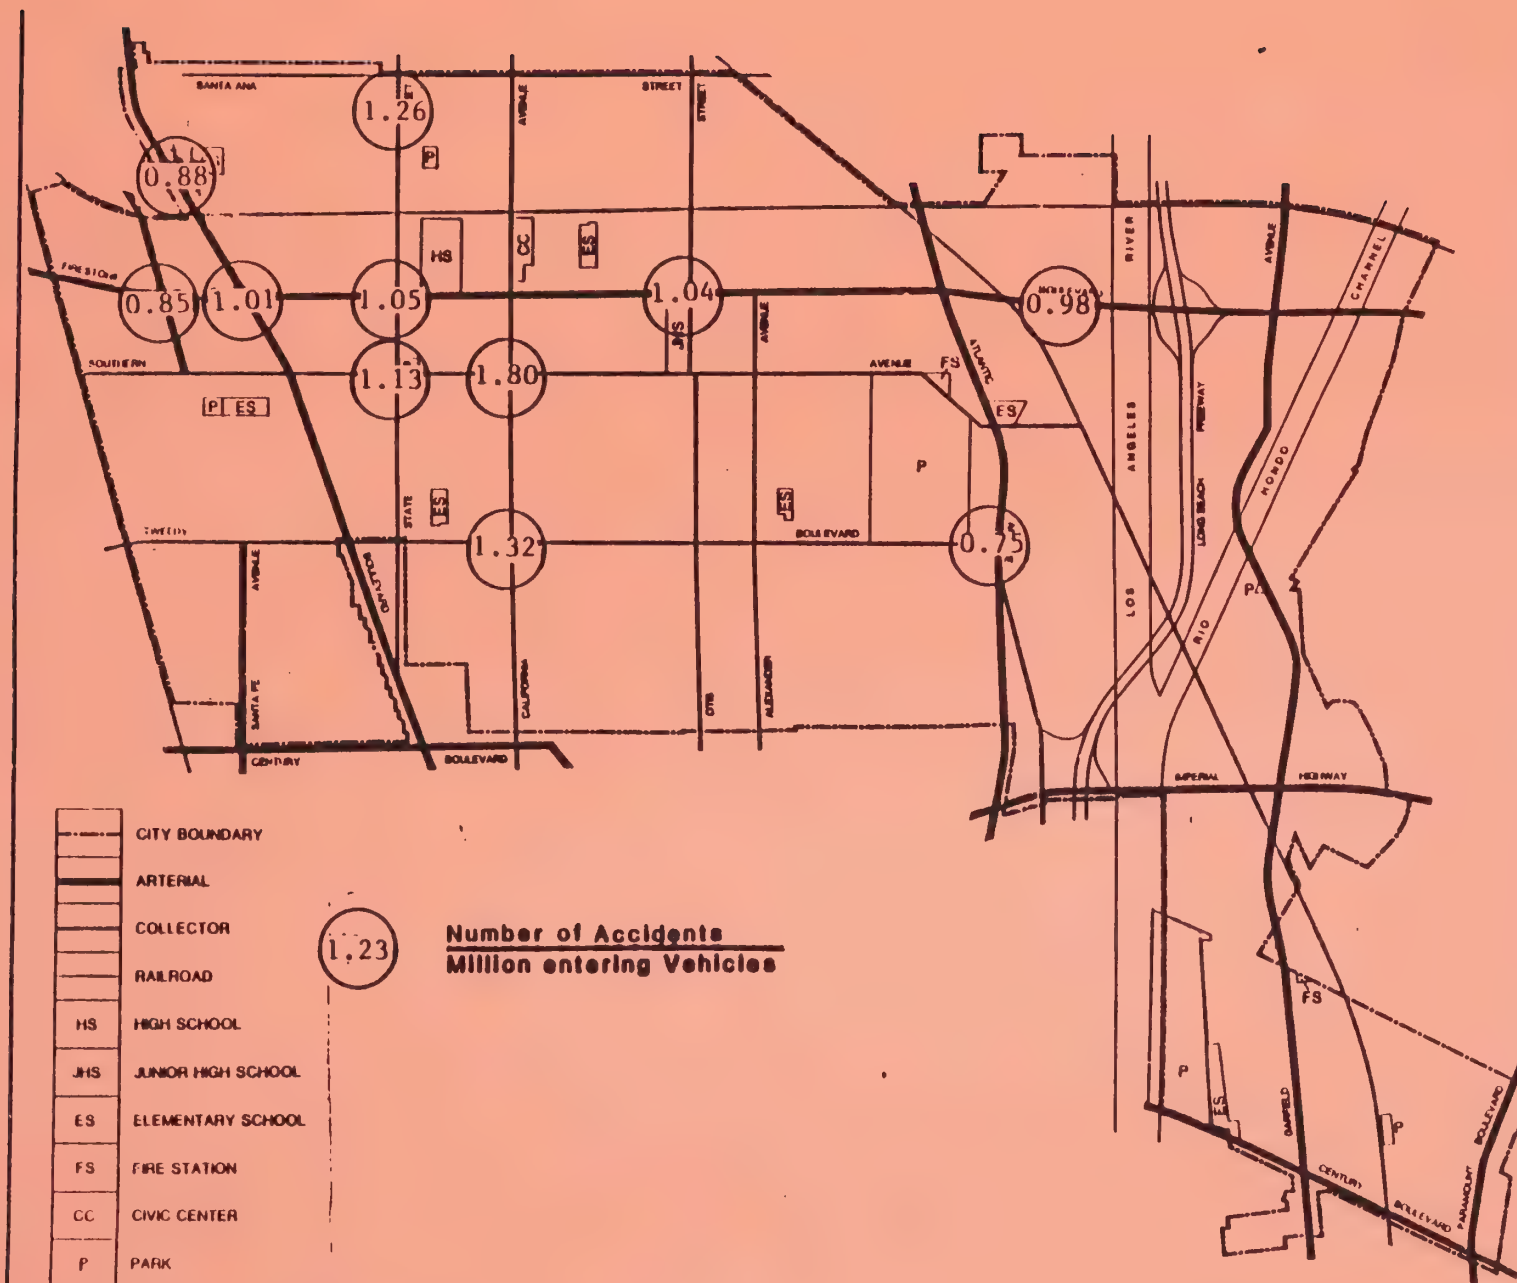 SANTA ANA
STREET
AVENUE
STREET
1.26
P
0.88
HS
CC
ES
RIVER
AVENUE
CHANNEL
FIRESTONE
0.85
1.01
1.05
1.04
0.98
BOULEVARD
JHS
AVENUE
SOUTHERN
1.13
1.80
AVENUE
FS
ATLANTIC
P ES
ES
ANGELES
FREEWAY
HONDO
P
STATE
ES
ES
LONG BEACH
TWEEDY
1.32
BOULEVARD
0.75
AVENUE
BOULEVARD
LOS
RIO
P
SANTA FE
CALIFORNIA
OTIS
ALEXANDER
CENTURY
BOULEVARD
IMPERIAL
HIGHWAY
CITY BOUNDARY
ARTERIAL
COLLECTOR
RAILROAD
HS HIGH SCHOOL
JHS JUNIOR HIGH SCHOOL
ES ELEMENTARY SCHOOL
FS FIRE STATION
CC CIVIC CENTER
P PARK
1.23
Number of Accidents
Million entering Vehicles
FS
P
ES
GARFIELD
P
CENTURY
BOULEVARD
PARAMOUNT
BOULEVARD